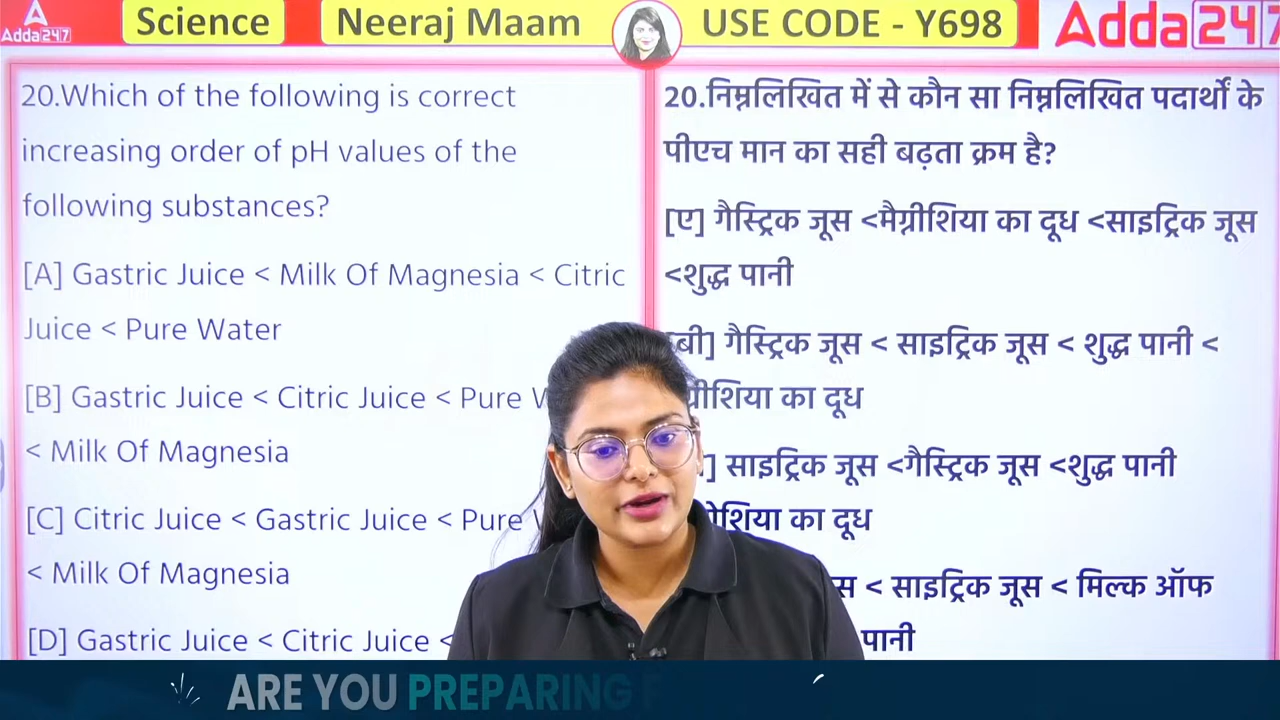 Adda247
Science
Neeraj Maam
USE CODE - Y698
Adda247
20.Which of the following is correct
increasing order of pH values of the
following substances?
[A] Gastric Juice < Milk Of Magnesia < Citric
Juice < Pure Water
[B] Gastric Juice < Citric Juice < Pure
< Milk Of Magnesia
[C] Citric Juice < Gastric Juice < Pure
< Milk Of Magnesia
[D] Gastric Juice < Citric Juice <
20.निम्नलिखित में से कौन सा निम्नलिखित पदार्थों के
पीएच मान का सही बढ़ता क्रम है?
[ए] गैस्ट्रिक जूस <मैग्नीशिया का दूध <साइट्रिक जूस
<शुद्ध पानी
बी] गैस्ट्रिक जूस < साइट्रिक जूस < शुद्ध पानी <
का दूध
] साइट्रिक जूस <गैस्ट्रिक जूस <शुद्ध पानी
का दूध
< साइट्रिक जूस < मिल्क ऑफ
पानी
ARE YOU PREPARING